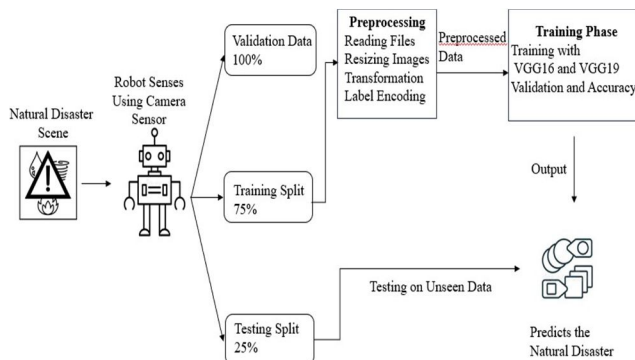 Natural Disaster
Scene
Robot Senses
Using Camera
Sensor
Validation Data
100%
Training Split
75%
Testing Split
25%
Preprocessing
Reading Files
Resizing Images
Transformation
Label Encoding
Preprocessed
Data
Training Phase
Training with
VGG16 and VGG19
Validation and Accuracy
Output
Testing on Unseen Data
Predicts the
Natural Disaster